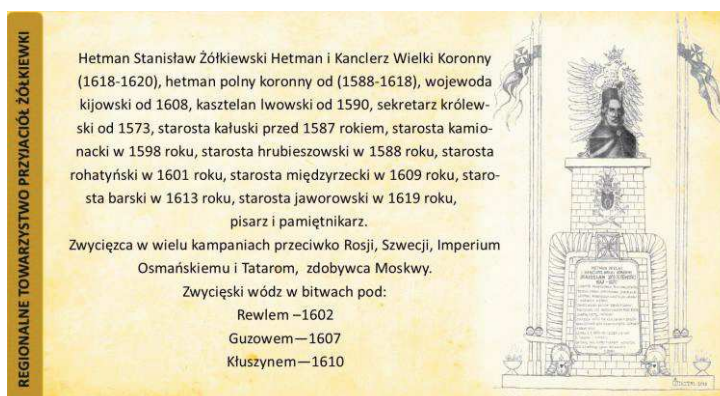 REGIONALNE TOWARZYSTWO PRZYJACIÓŁ ŻÓŁKIEWKI
Hetman Stanisław Żółkiewski Hetman i Kanclerz Wielki Koronny
(1618-1620), hetman polny koronny od (1588-1618), wojewoda
kijowski od 1608, kasztelan lwowski od 1590, sekretarz królew-
ski od 1573, starosta kałuski przed 1587 rokiem, starosta kamio-
nacki w 1598 roku, starosta hrubieszowski w 1588 roku, starosta
rohatyński w 1601 roku, starosta międzyrzecki w 1609 roku, staro-
sta barski w 1613 roku, starosta jaworowski w 1619 roku,
pisarz i pamiętnikarz.
Zwycięzca w wielu kampaniach przeciwko Rosji, Szwecji, Imperium
Osmańskiemu i Tatarom, zdobywca Moskwy.
Zwycięski wódz w bitwach pod:
Rewlem –1602
Guzowem—1607
Kłuszynem—1610
HETMAN WIELKI